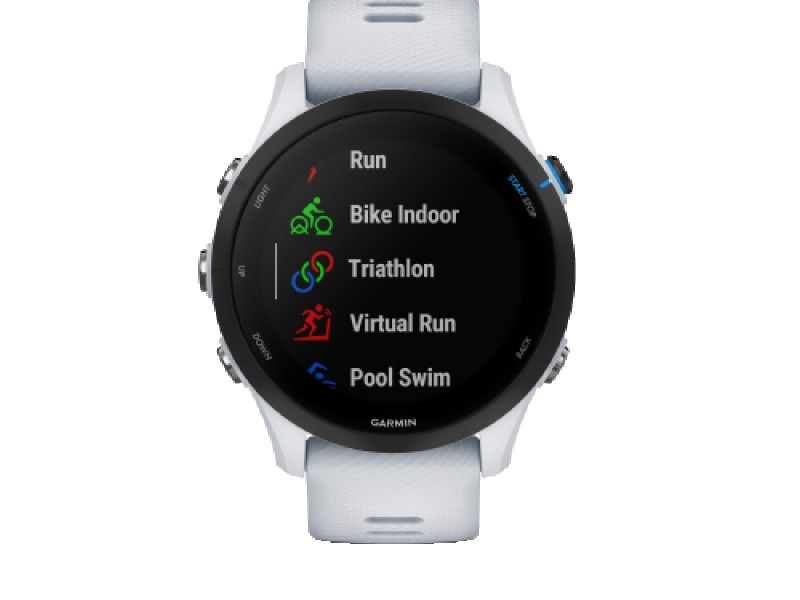 Run
Bike Indoor
Triathlon
Virtual Run
Pool Swim
LIGHT
UP
DOWN
START STOP
BACK
GARMIN